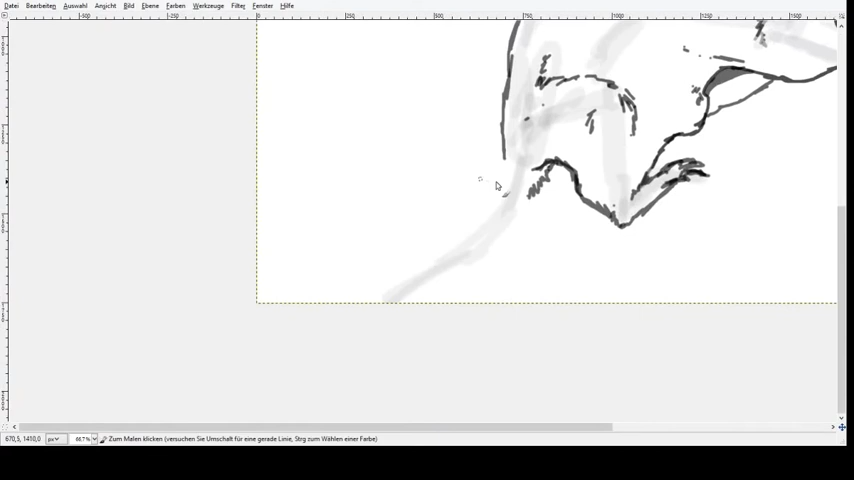 Datei Bearbeiten Auswahl Ansicht Bild Ebene Farben Werkzeuge Filter Fenster Hilfe
-500 -250 0 250 500 750 1000 1250 1500
670,5, 1410,0 px 66,7% Zum Malen klicken (versuchen Sie Umschalt für eine gerade Linie, Strg zum Wählen einer Farbe)